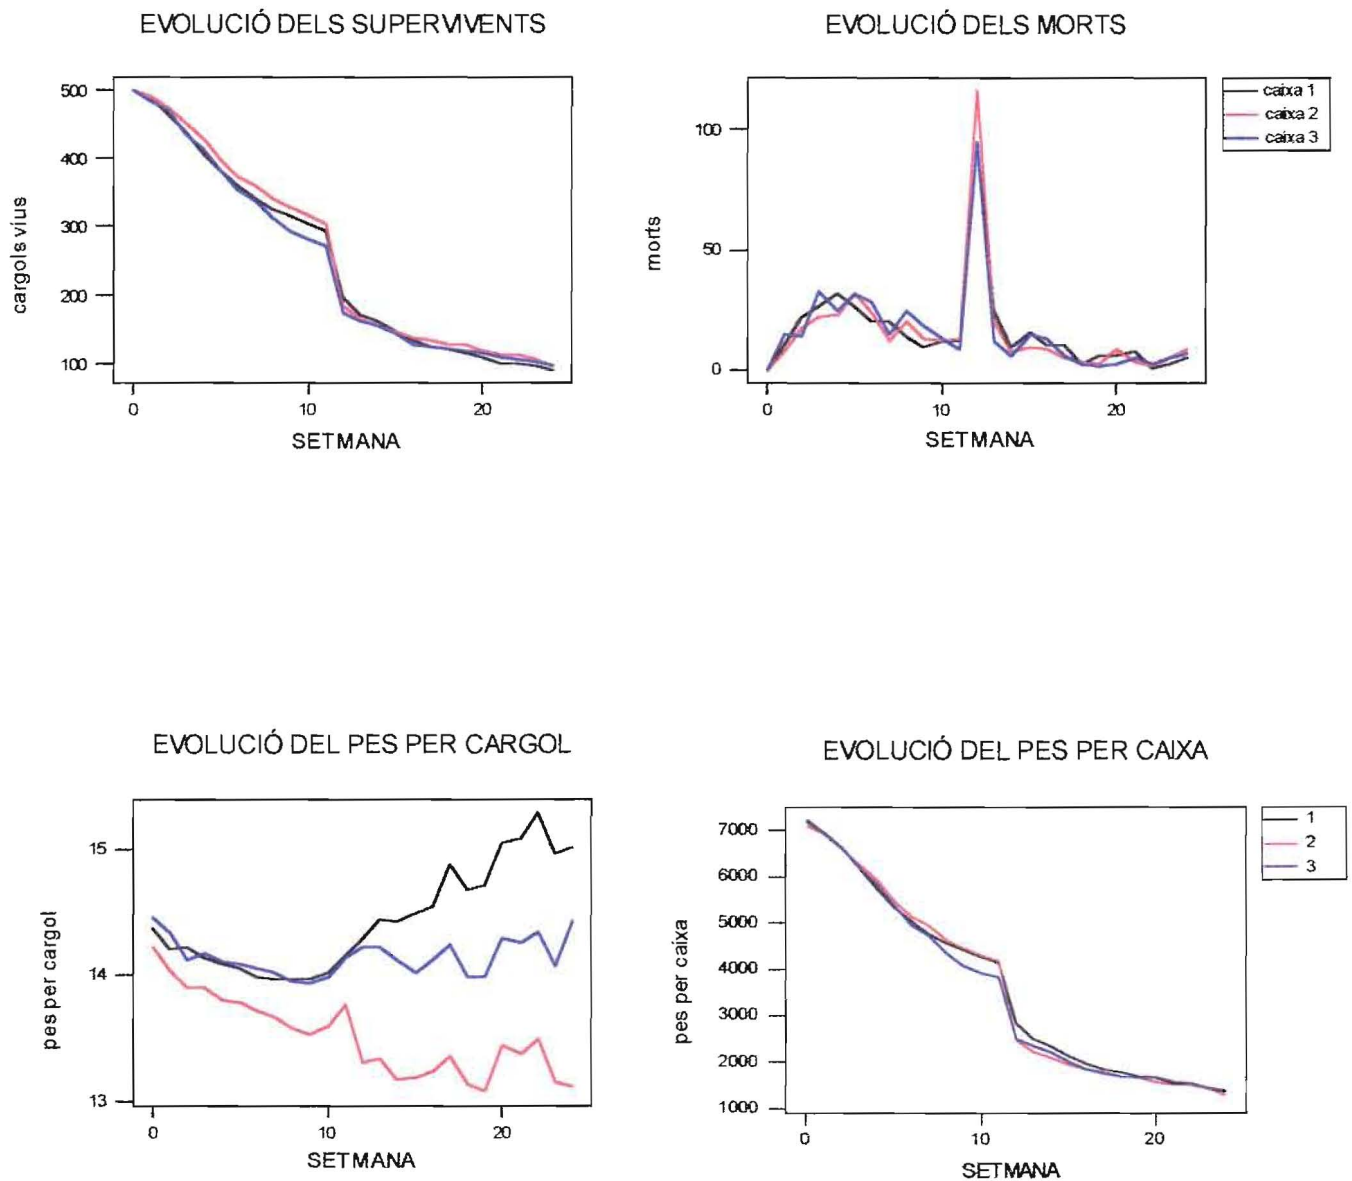 EVOLUCIÓ DELS SUPERVIVENTS
500
400
300
200
100
cargols víus
0
10
20
SETMANA
EVOLUCIÓ DELS MORTS
100
50
0
morts
0
10
20
SETMANA
caixa 1
caixa 2
caixa 3
EVOLUCIÓ DEL PES PER CARGOL
15
14
13
pes per cargol
0
10
20
SETMANA
EVOLUCIÓ DEL PES PER CAIXA
7000
6000
5000
4000
3000
2000
1000
pes per caixa
0
10
20
SETMANA
1
2
3